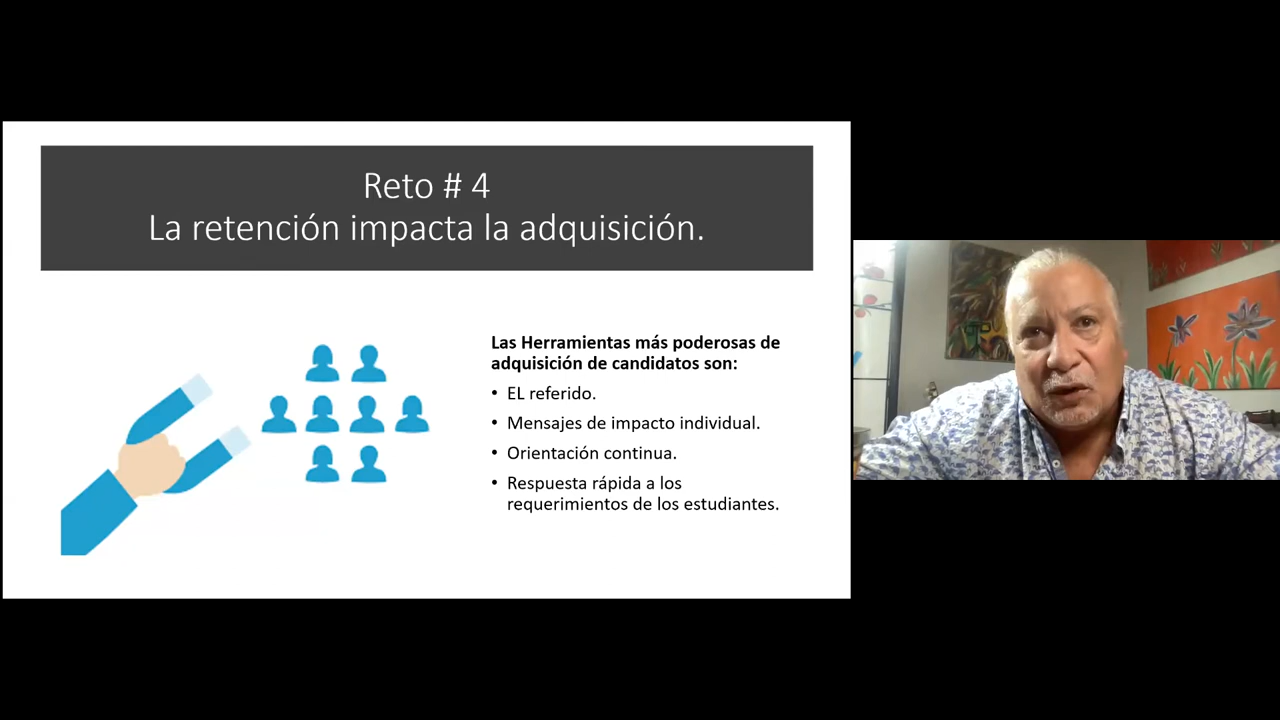 Reto # 4
La retención impacta la adquisición.
Las Herramientas más poderosas de
adquisición de candidatos son:
• EL referido.
• Mensajes de impacto individual.
• Orientación continua.
• Respuesta rápida a los
requerimientos de los estudiantes.